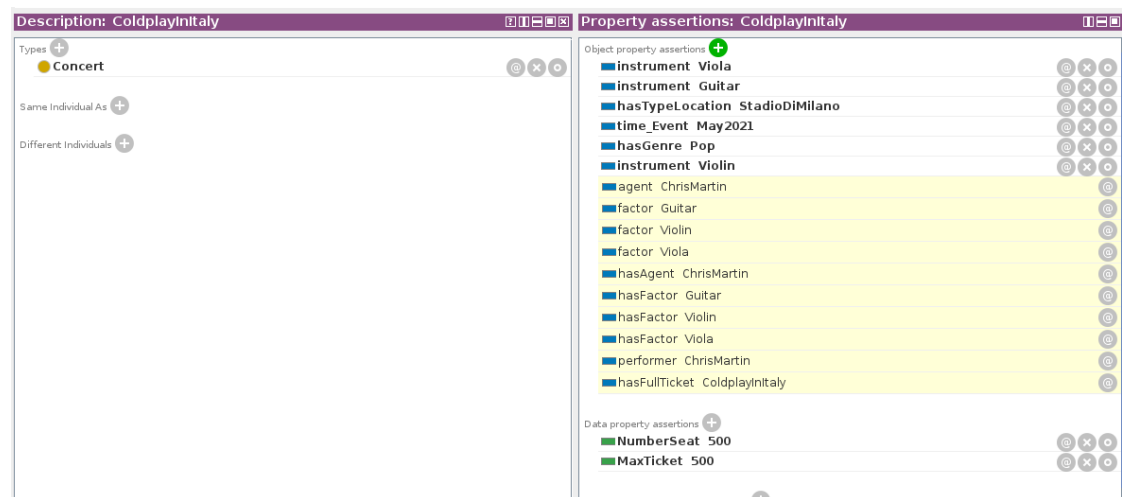 Description: ColdplayInItaly
Types
Concert
Same Individual As
Different Individuals
Property assertions: ColdplayInItaly
Object property assertions
instrument Viola
instrument Guitar
hasTypeLocation StadioDiMilano
time_Event May2021
hasGenre Pop
instrument Violin
agent ChrisMartin
factor Guitar
factor Violin
factor Viola
hasAgent ChrisMartin
hasFactor Guitar
hasFactor Violin
hasFactor Viola
performer ChrisMartin
hasFullTicket ColdplayInItaly
Data property assertions
NumberSeat 500
MaxTicket 500